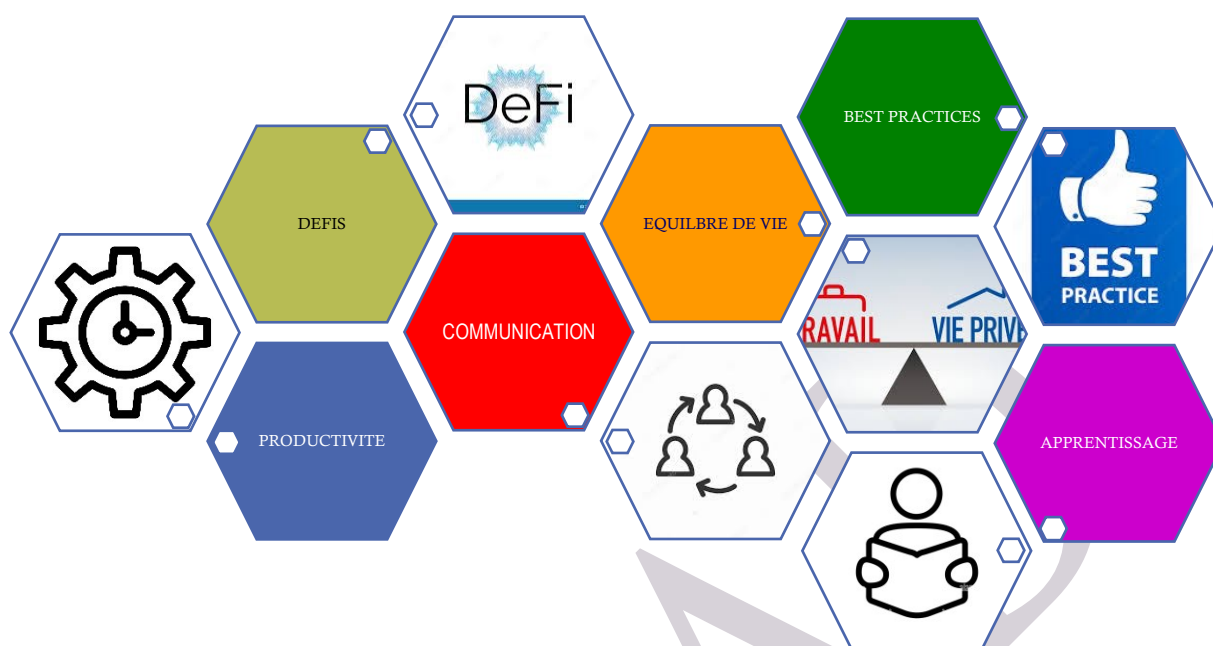 DeFi
BEST PRACTICES
DEFIS
EQUILBRE DE VIE
BEST
PRACTICE
RAVAIL
VIE PRIVE
COMMUNICATION
PRODUCTIVITE
APPRENTISSAGE